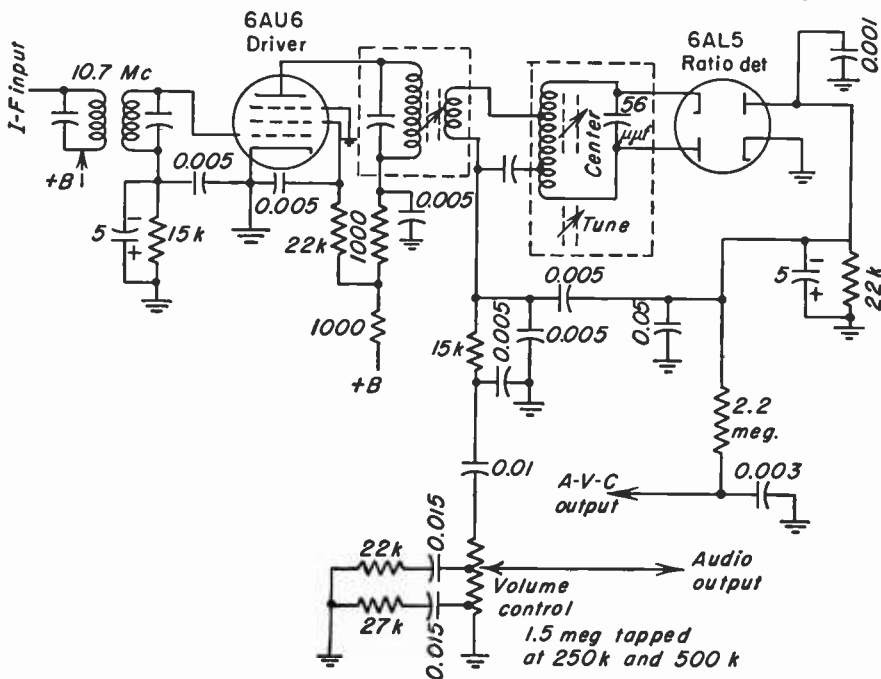 I-F input
10.7 Mc
+B
5
-
+
15k
0.005
0.005
6AU6
Driver
22k
1000
1000
+B
0.005
Center
Tune
56
μμf
6AL5
Ratio det
0.001
5
-
+
22k
0.005
0.05
0.005
0.005
15k
0.01
2.2
meg.
A-V-C
output
0.003
22k
0.015
27k
0.015
Volume
control
Audio
output
1.5 meg tapped
at 250k and 500 k